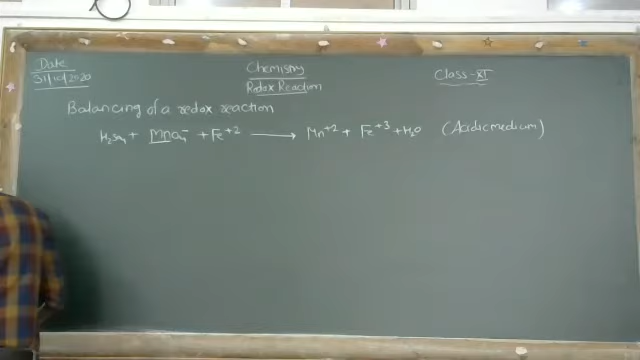 Date
31/10/2020
Chemistry
Redox Reaction
Class - XI
Balancing of a redox reaction
H₂SO₄ + MnO₄⁻ + Fe⁺² ⟶ Mn⁺² + Fe⁺³ + H₂O (Acidic medium)